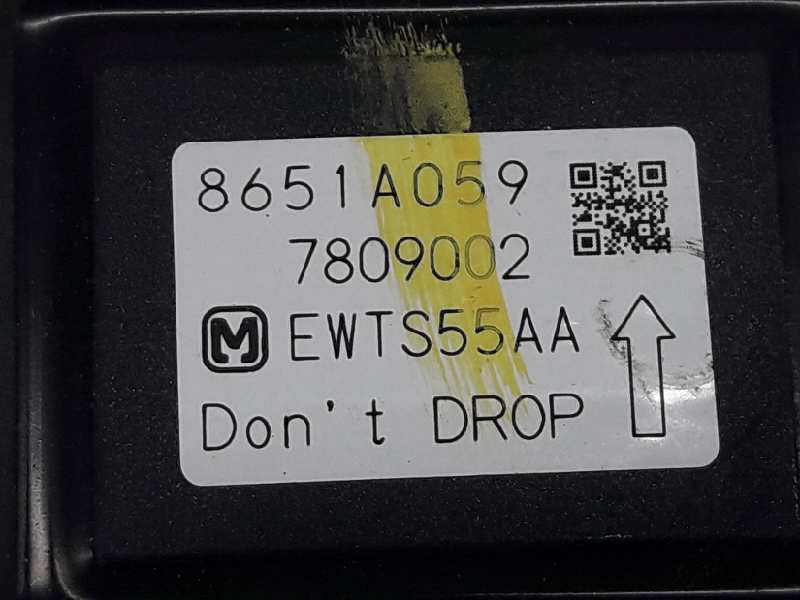 8651A059
7809002
M EWTS55AA
Don't DROP